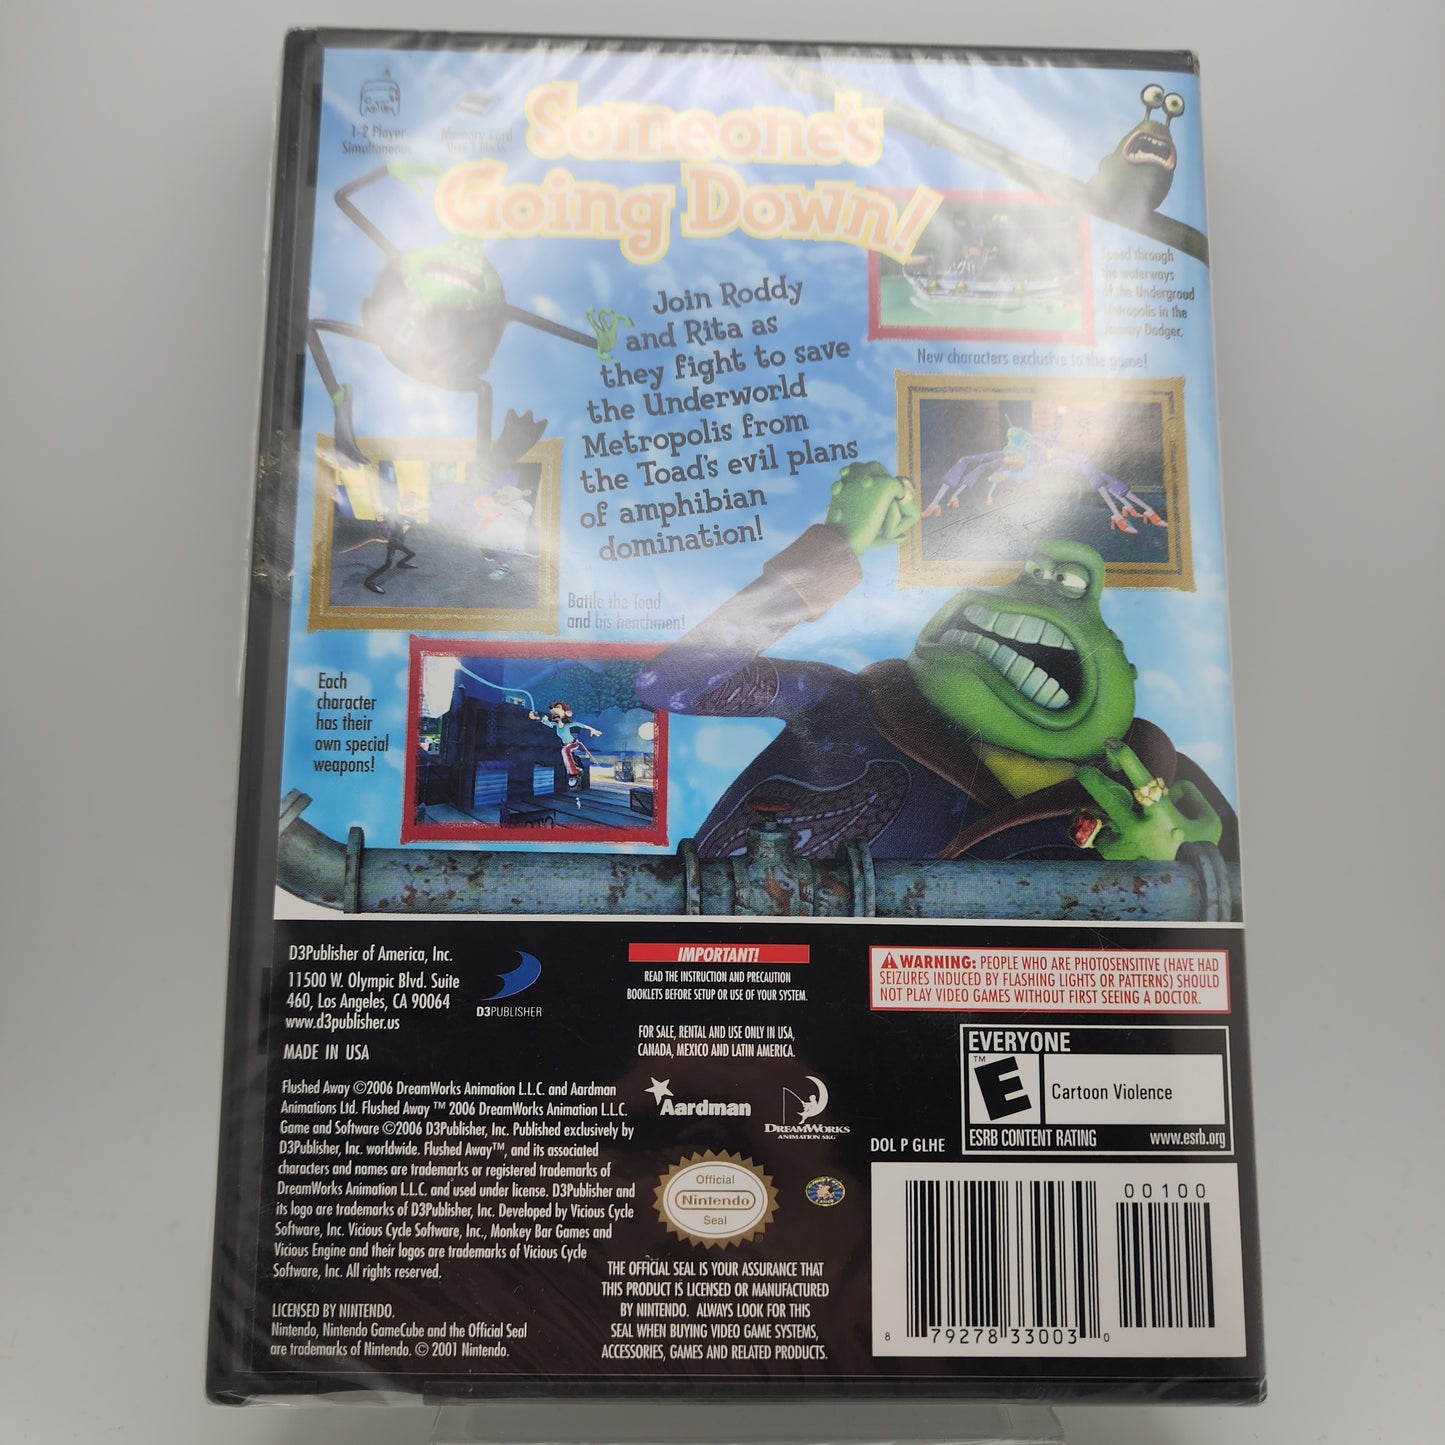 1-2 Player
Simultaneous
Memory Card
Someone's
Going Down!
Join Roddy
and Rita as
they fight to save
the Underworld
Metropolis from
the Toad's evil plans
of amphibian
domination!
Speed through
the waterways
of the Undergroud
Metropolis in the
Jammy Dodger.
New characters exclusive to the game!
Battle the Toad
and his henchmen!
Each
character
has their
own special
weapons!
D3Publisher of America, Inc.
11500 W. Olympic Blvd. Suite
460, Los Angeles, CA 90064
www.d3publisher.us
MADE IN USA
D3PUBLISHER
IMPORTANT!
READ THE INSTRUCTION AND PRECAUTION
BOOKLETS BEFORE SETUP OR USE OF YOUR SYSTEM.
FOR SALE, RENTAL AND USE ONLY IN USA,
CANADA, MEXICO AND LATIN AMERICA.
WARNING: PEOPLE WHO ARE PHOTOSENSITIVE (HAVE HAD
SEIZURES INDUCED BY FLASHING LIGHTS OR PATTERNS) SHOULD
NOT PLAY VIDEO GAMES WITHOUT FIRST SEEING A DOCTOR.
EVERYONE
E™
Cartoon Violence
ESRB CONTENT RATING www.esrb.org
Flushed Away ©2006 DreamWorks Animation L.L.C. and Aardman
Animations Ltd. Flushed Away ™ 2006 DreamWorks Animation L.L.C.
Game and Software ©2006 D3Publisher, Inc. Published exclusively by
D3Publisher, Inc. worldwide. Flushed Away™, and its associated
characters and names are trademarks or registered trademarks of
DreamWorks Animation L.L.C. and used under license. D3Publisher and
its logo are trademarks of D3Publisher, Inc. Developed by Vicious Cycle
Software, Inc. Vicious Cycle Software, Inc., Monkey Bar Games and
Vicious Engine and their logos are trademarks of Vicious Cycle
Software, Inc. All rights reserved.
LICENSED BY NINTENDO.
Nintendo, Nintendo GameCube and the Official Seal
are trademarks of Nintendo. © 2001 Nintendo.
Aardman
DREAMWORKS
ANIMATION SKG
DOL P GLHE
Official
Nintendo
Seal
®
THE OFFICIAL SEAL IS YOUR ASSURANCE THAT
THIS PRODUCT IS LICENSED OR MANUFACTURED
BY NINTENDO. ALWAYS LOOK FOR THIS
SEAL WHEN BUYING VIDEO GAME SYSTEMS,
ACCESSORIES, GAMES AND RELATED PRODUCTS.
00100
8 79278 33003 0